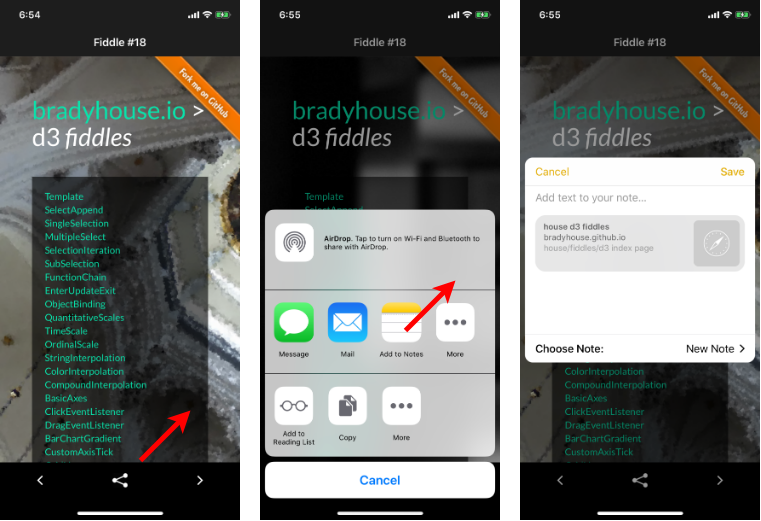 6:54
Fiddle #18
Fork me on GitHub
bradyhouse.io >
d3 fiddles
Template
SelectAppend
SingleSelection
MultipleSelect
SelectionIteration
SubSelection
FunctionChain
EnterUpdateExit
ObjectBinding
QuantitativeScales
TimeScale
OrdinalScale
StringInterpolation
ColorInterpolation
CompoundInterpolation
BasicAxes
ClickEventListener
DragEventListener
BarChartGradient
CustomAxisTick
6:55
Fiddle #18
Fork me on GitHub
bradyhouse.io >
d3 fiddles
Template
SelectAppend
AirDrop. Tap to turn on Wi-Fi and Bluetooth to
share with AirDrop.
Message
Mail
Add to Notes
More
Add to
Reading List
Copy
More
Cancel
6:55
Fiddle #18
Fork me on GitHub
bradyhouse.io >
d3 fiddles
Cancel
Save
Add text to your note...
house d3 fiddles
bradyhouse.github.io
house/fiddles/d3 index page
Choose Note:
New Note >
ColorInterpolation
CompoundInterpolation
BasicAxes
ClickEventListener
DragEventListener
BarChartGradient
CustomAxisTick